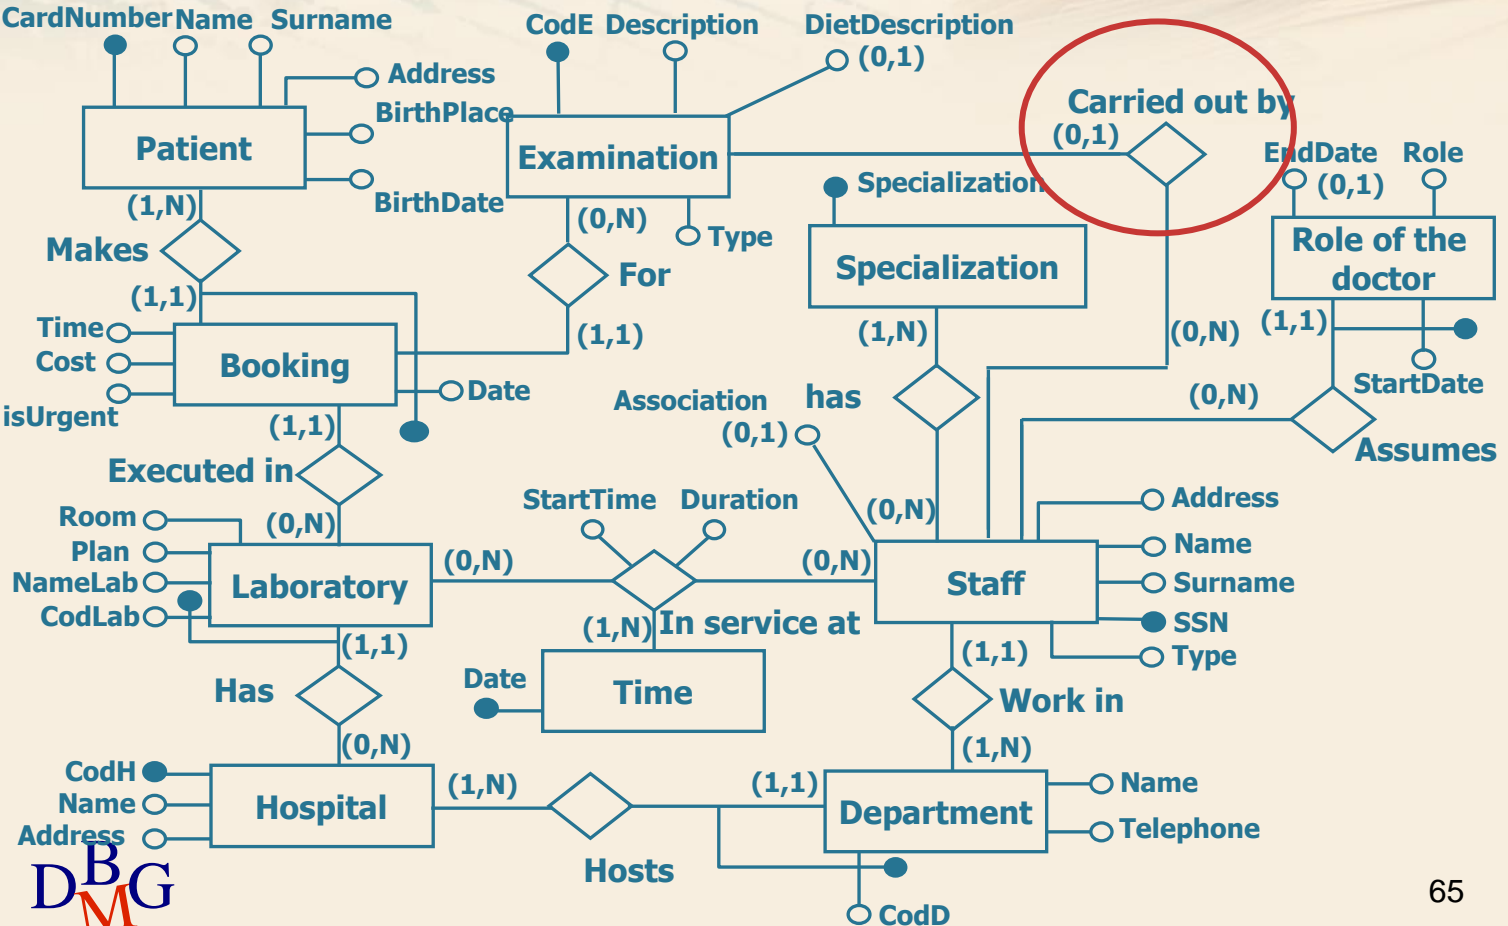 CardNumber Name Surname
CodE Description DietDescription
(0,1)
Address
BirthPlace
Patient
BirthDate
(1,N)
Makes
(1,1)
Examination
(0,N)
Type
For
(1,1)
Carried out by
(0,1)
(0,N)
EndDate Role
(0,1)
Role of the
doctor
(1,1)
StartDate
(0,N)
Assumes
Specialization
Specialization
(1,N)
has
(0,N)
Association
(0,1)
Time
Cost
isUrgent
Booking
Date
(1,1)
Executed in
(0,N)
Room
Plan
NameLab
CodLab
Laboratory
(0,N)
StartTime Duration
(0,N)
(1,N)
In service at
Date
Time
Staff
Address
Name
Surname
SSN
Type
(1,1)
Work in
(1,N)
(1,1)
Has
(0,N)
CodH
Name
Address
Hospital
(1,N)
Hosts
(1,1)
Department
Name
Telephone
CodD
DBMG
65